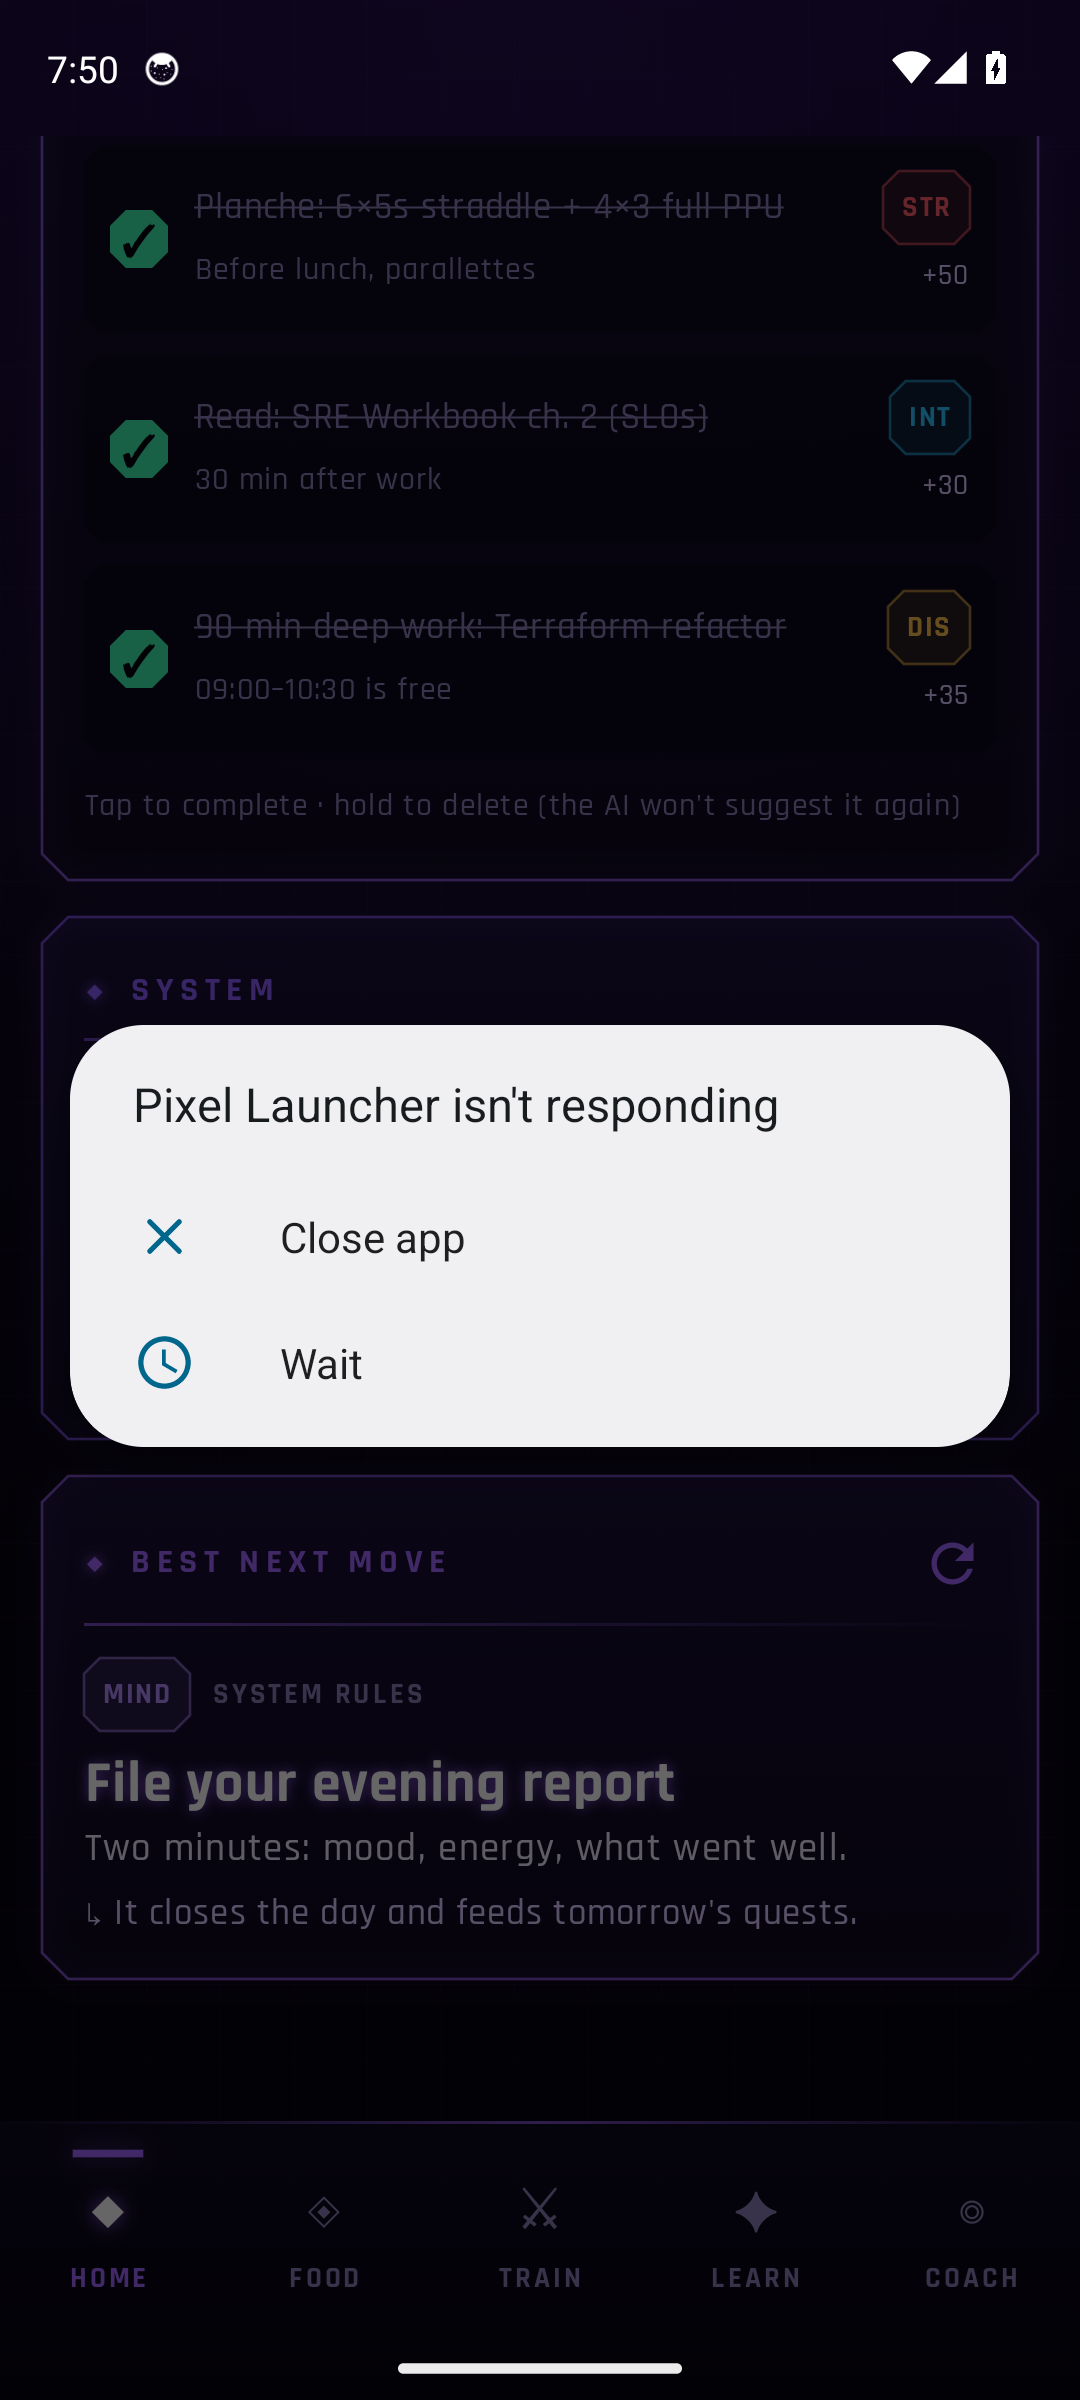 7:50
Planche: 6×5s straddle + 4×3 full PPU
STR
Before lunch, parallettes
+50
Read: SRE Workbook ch. 2 (SLOs)
INT
30 min after work
+30
90 min deep work: Terraform refactor
DIS
09:00–10:30 is free
+35
Tap to complete · hold to delete (the AI won't suggest it again)
SYSTEM
Pixel Launcher isn't responding
Close app
Wait
BEST NEXT MOVE
MIND SYSTEM RULES
File your evening report
Two minutes: mood, energy, what went well.
↳ It closes the day and feeds tomorrow's quests.
HOME FOOD TRAIN LEARN COACH